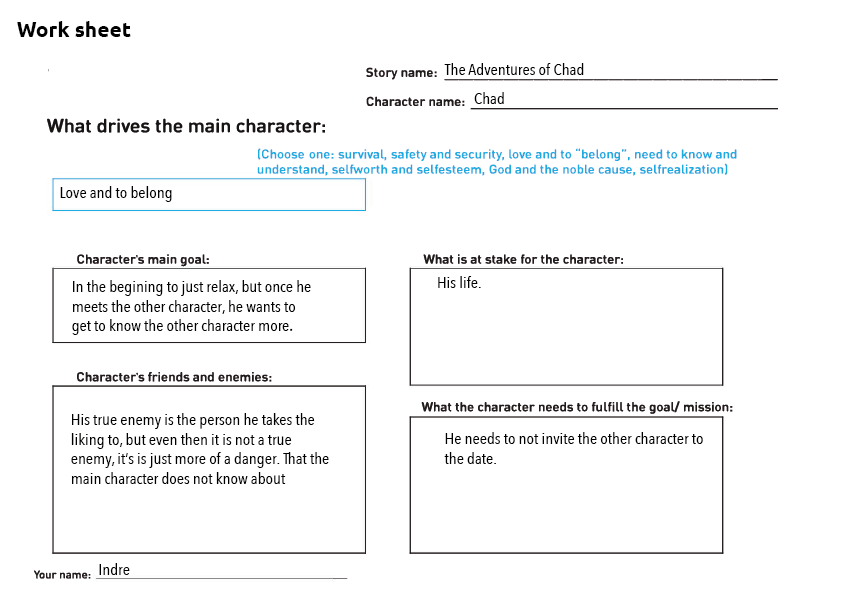 Work sheet
Story name: The Adventures of Chad
Character name: Chad
What drives the main character:
(Choose one: survival, safety and security, love and to "belong", need to know and
understand, selfworth and selfesteem, God and the noble cause, selfrealization)
Love and to belong
Character's main goal:
In the begining to just relax, but once he
meets the other character, he wants to
get to know the other character more.
What is at stake for the character:
His life.
Character's friends and enemies:
His true enemy is the person he takes the
liking to, but even then it is not a true
enemy, it's is just more of a danger. That the
main character does not know about
What the character needs to fulfill the goal/ mission:
He needs to not invite the other character to
the date.
Your name: Indre